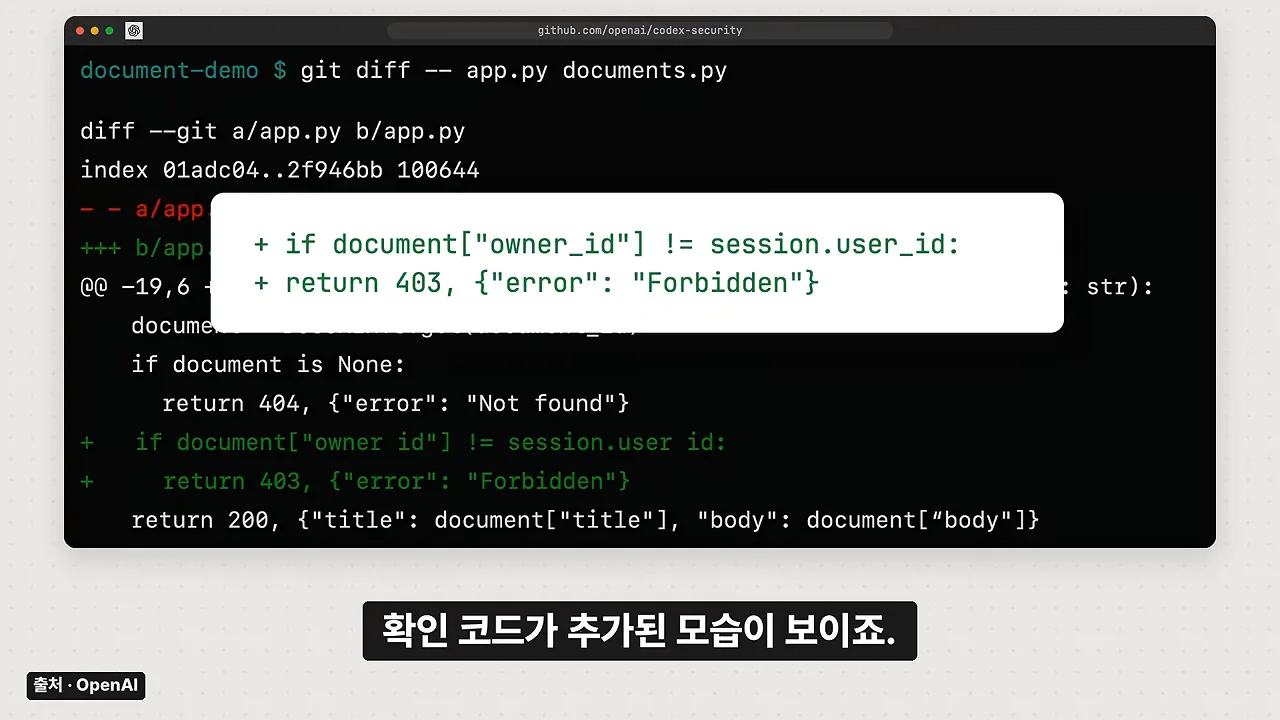 github.com/openai/codex-security
document-demo $ git diff -- app.py documents.py
diff --git a/app.py b/app.py
index 01adc04..2f946bb 100644
- - a/app.
+++ b/app.
@@ -19,6 : str):
+ if document["owner_id"] != session.user_id:
+ return 403, {"error": "Forbidden"}
if document is None:
return 404, {"error": "Not found"}
+ if document["owner id"] != session.user id:
+ return 403, {"error": "Forbidden"}
return 200, {"title": document["title"], "body": document[“body"]}
확인 코드가 추가된 모습이 보이죠.
출처 · OpenAI